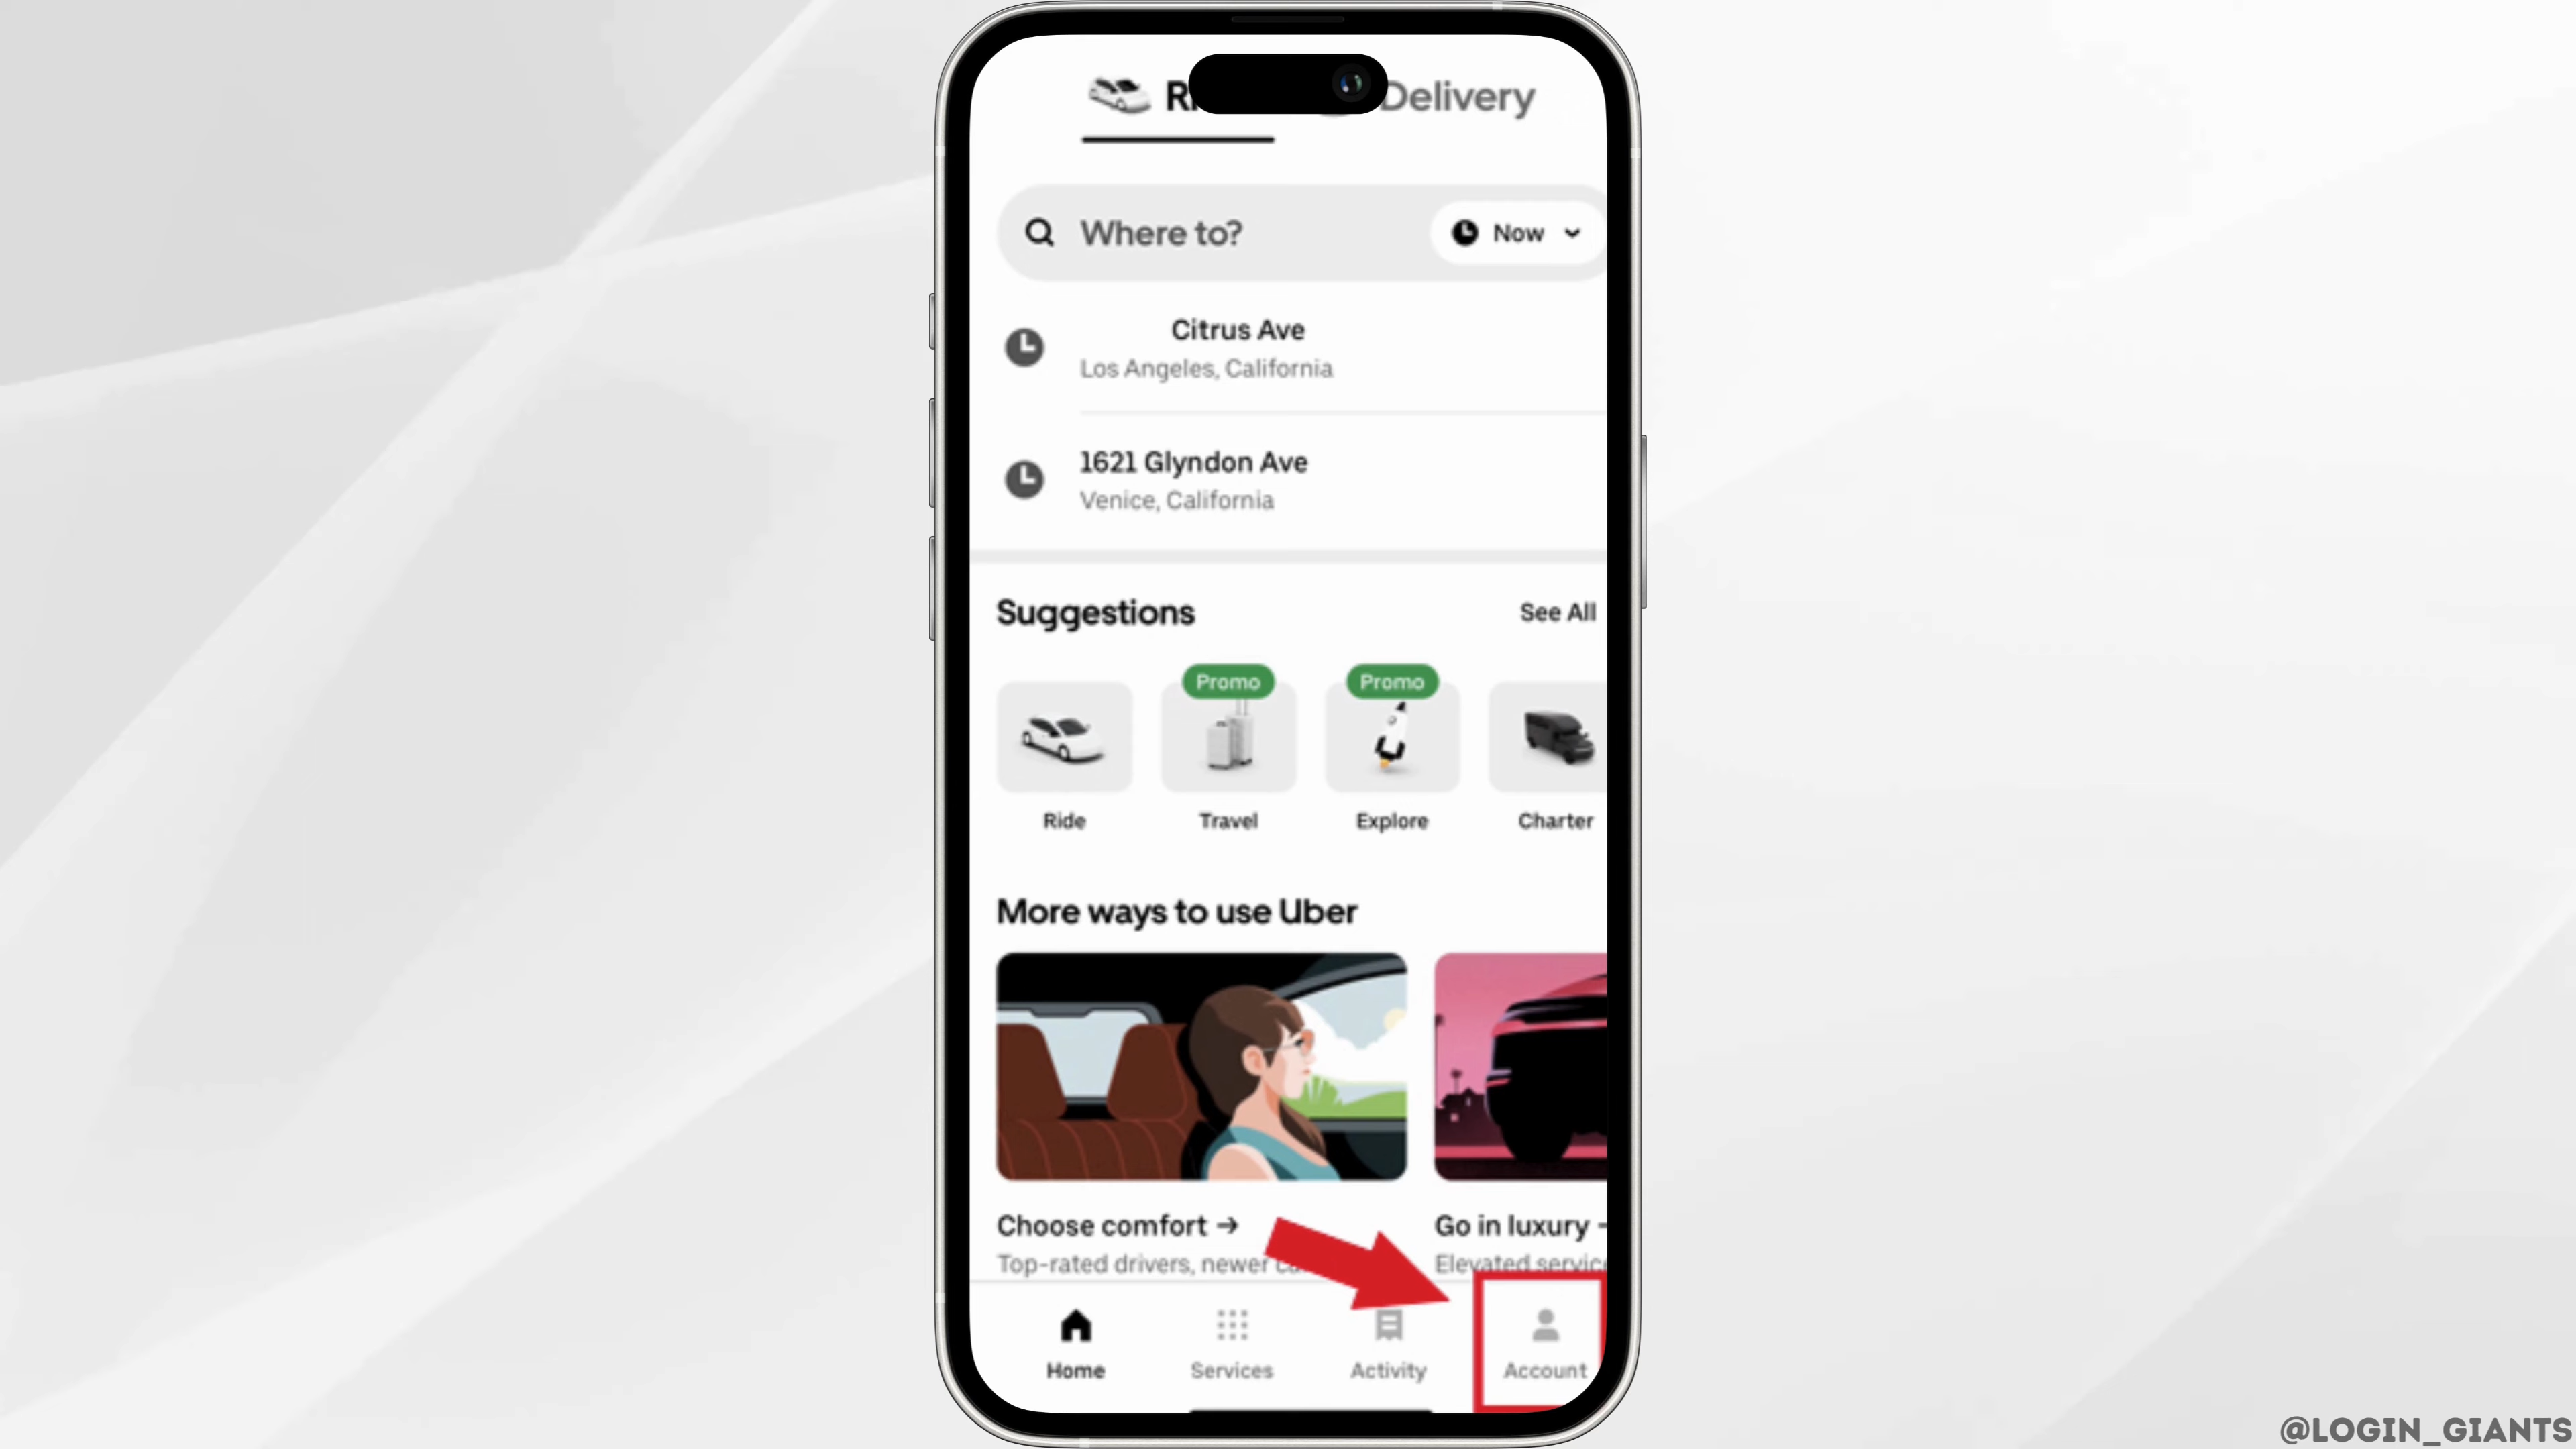 Delivery
Where to?
Now
Citrus Ave
Los Angeles, California
1621 Glyndon Ave
Venice, California
Suggestions
See All
Promo
Promo
Ride
Travel
Explore
Charter
More ways to use Uber
Choose comfort →
Go in luxury
Top-rated drivers, newer
Elevated service
Home
Services
Activity
Account
@LOGIN_GIANTS